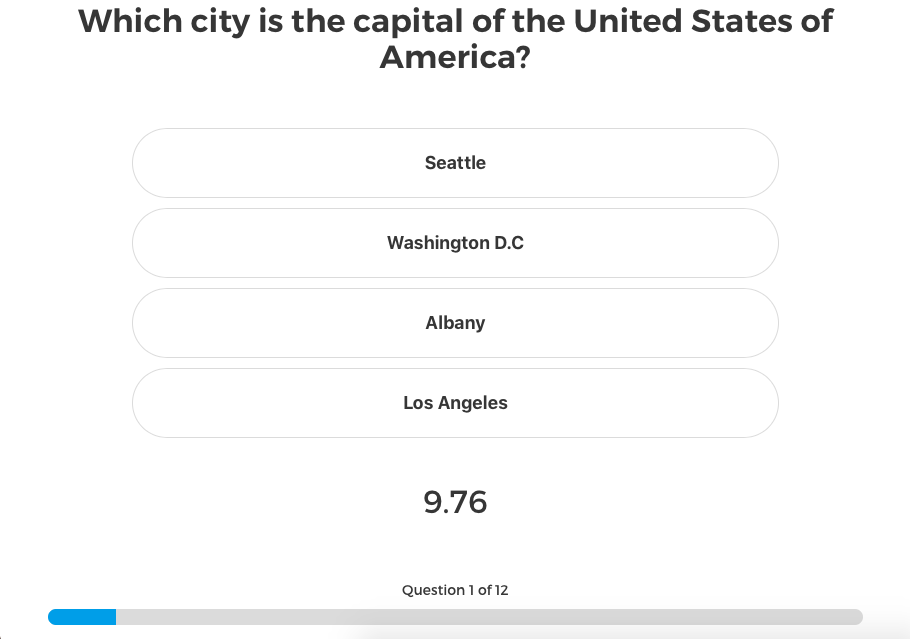 Which city is the capital of the United States of
America?
Seattle
Washington D.C
Albany
Los Angeles
9.76
Question 1 of 12